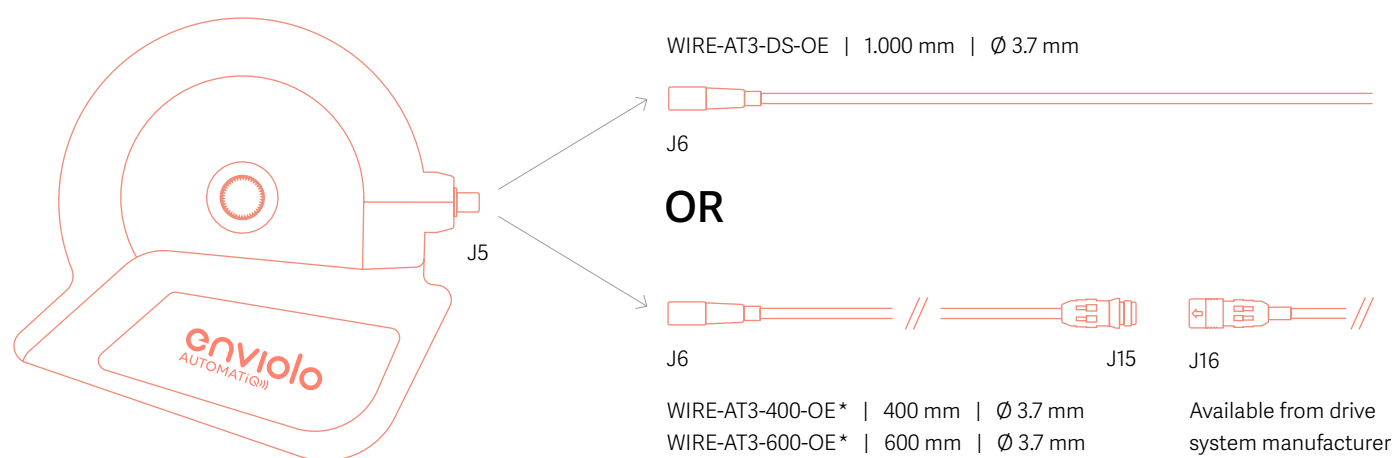 WIRE-AT3-DS-OE | 1.000 mm | Ø 3.7 mm
J6
OR
J5
enviolo
AUTOMATiQ)))
J6
J15
J16
WIRE-AT3-400-OE* | 400 mm | Ø 3.7 mm
WIRE-AT3-600-OE* | 600 mm | Ø 3.7 mm
Available from drive
system manufacturer